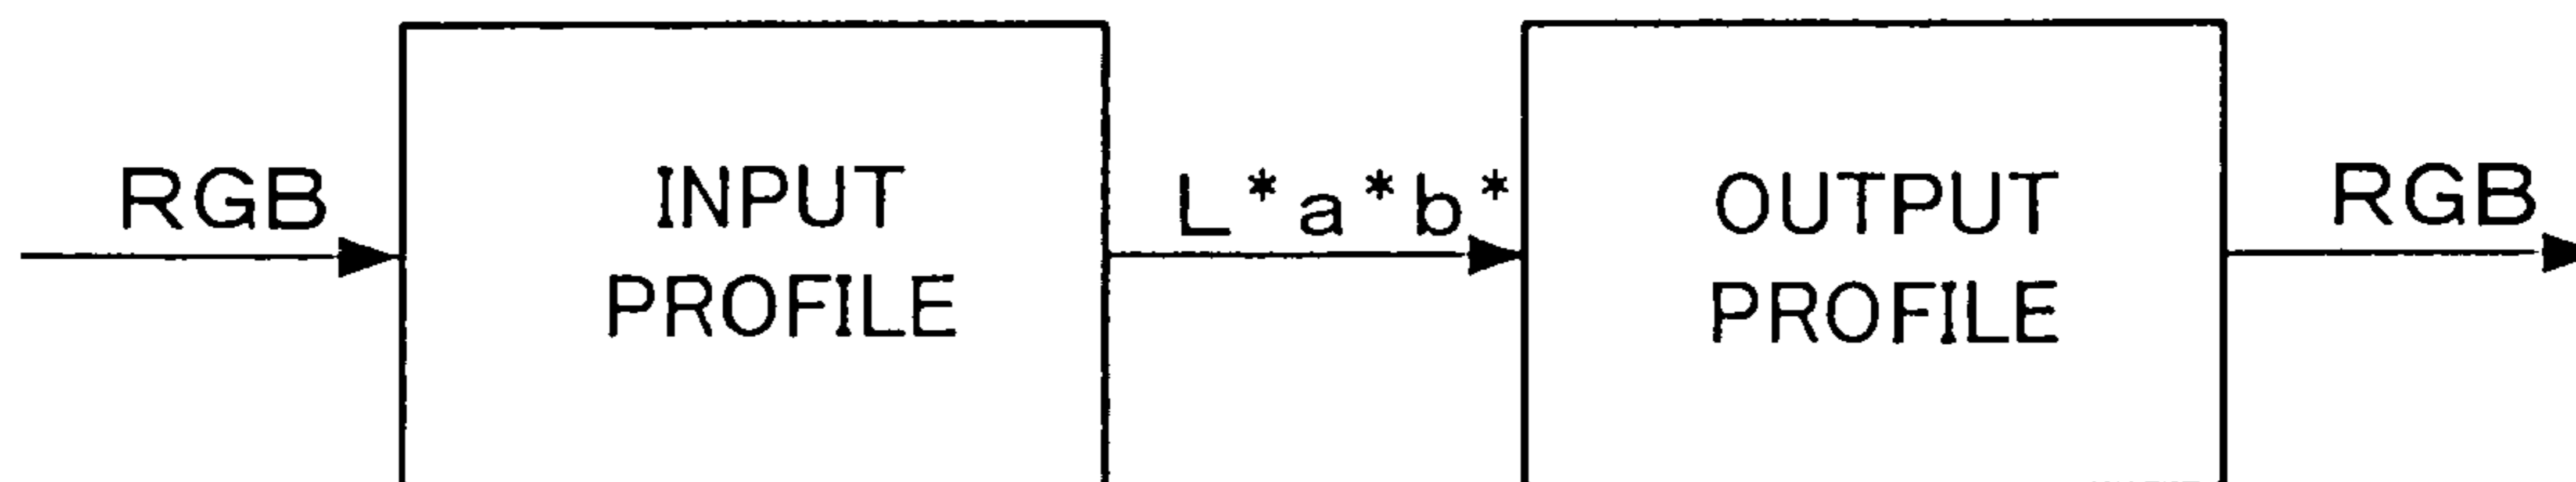 RGB
INPUT
PROFILE
L*a*b*
OUTPUT
PROFILE
RGB